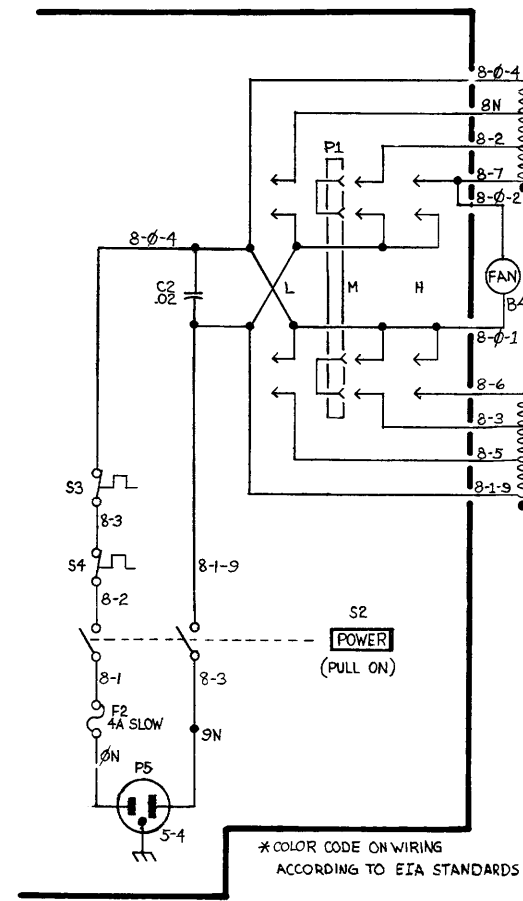 8-Ø-4
8N
8-2
P1
8-7
8-Ø-2
8-Ø-4
FAN
C2
.02
L M H
B4
8-Ø-1
8-6
8-3
8-5
8-1-9
S3
8-3
S4
8-1-9
8-2
S2
POWER
(PULL ON)
8-1
8-3
F2
4A SLOW
9N
ØN
P5
5-4
* COLOR CODE ON WIRING
ACCORDING TO EIA STANDARDS